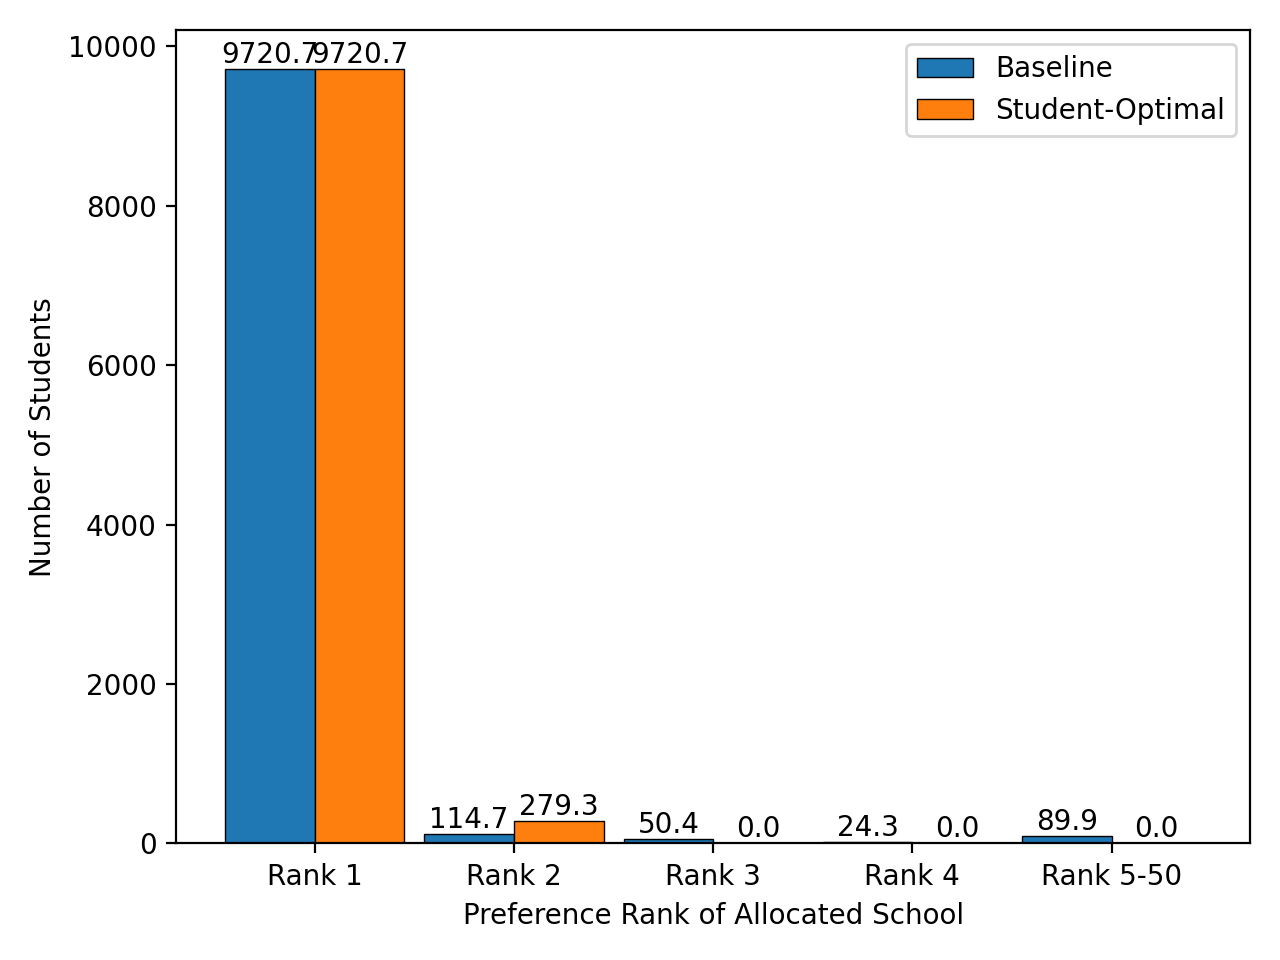 9720.7 9720.7
Baseline
Student-Optimal
10000
8000
6000
4000
2000
0
Number of Students
114.7 279.3 50.4 0.0 24.3 0.0 89.9 0.0
Rank 1 Rank 2 Rank 3 Rank 4 Rank 5-50
Preference Rank of Allocated School